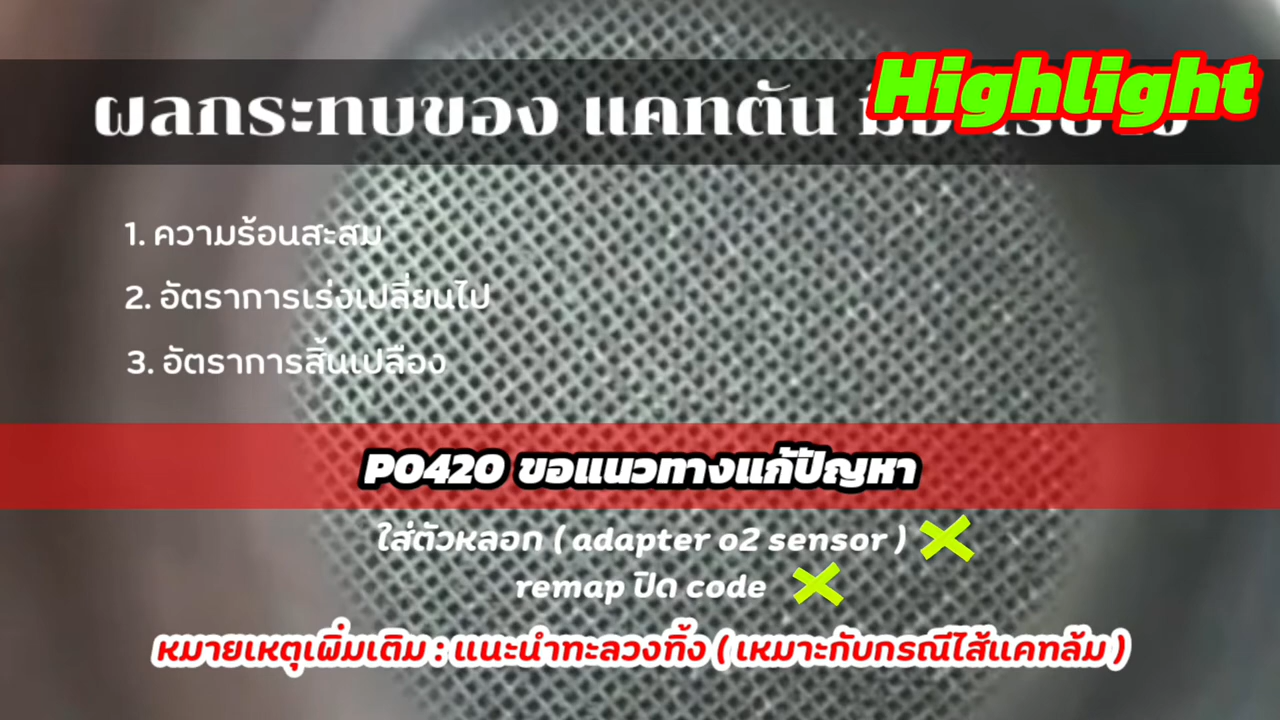 Highlight
ผลกระทบของ แคทตัน
1. ความร้อนสะสม
2. อัตราการเร่งเปลี่ยนไป
3. อัตราการสิ้นเปลือง
P0420 ขอแนวทางแก้ปัญหา
ใส่ตัวหลอก ( adapter o2 sensor )
remap ปิด code
หมายเหตุเพิ่มเติม : แนะนำทะลวงทิ้ง ( เหมาะกับกรณีไส้แคทล้ม )